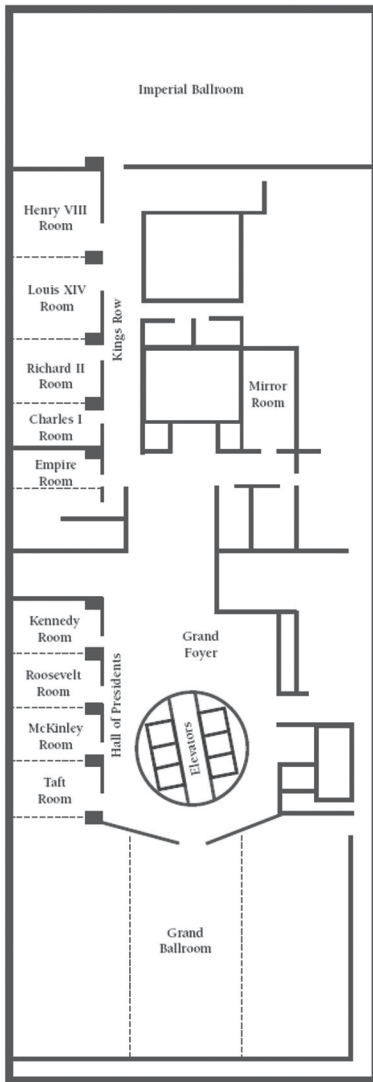 Imperial Ballroom
Henry VIII
Room
Louis XIV
Room
Kings Row
Richard II
Room
Mirror
Room
Charles I
Room
Empire
Room
Kennedy
Room
Grand
Foyer
Roosevelt
Room
Hall of Presidents
McKinley
Room
Elevators
Taft
Room
Grand
Ballroom